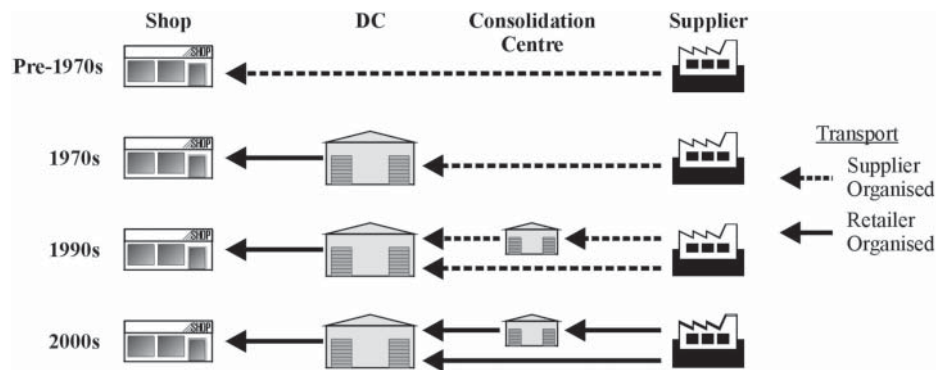 Shop
DC
Consolidation
Centre
Supplier
Pre-1970s
SHOP
1970s
SHOP
Transport
Supplier
Organised
1990s
SHOP
Retailer
Organised
2000s
SHOP